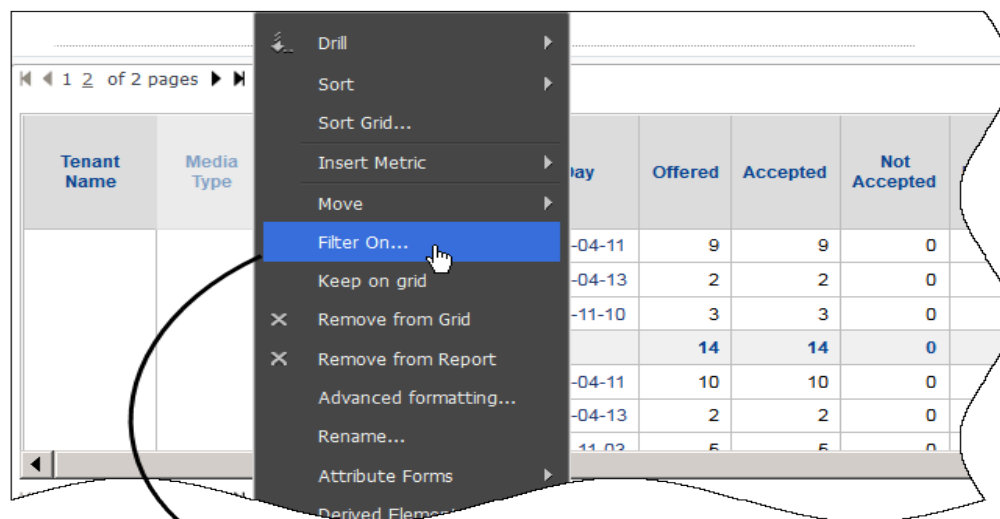 1 2 of 2 pages
Tenant Name
Media Type
Offered
Accepted
Not Accepted
Drill
Sort
Sort Grid...
Insert Metric
Move
Filter On...
Keep on grid
Remove from Grid
Remove from Report
Advanced formatting...
Rename...
Attribute Forms
Derived
-04-11 9 9 0
-04-13 2 2 0
-11-10 3 3 0
14 14 0
-04-11 10 10 0
-04-13 2 2 0